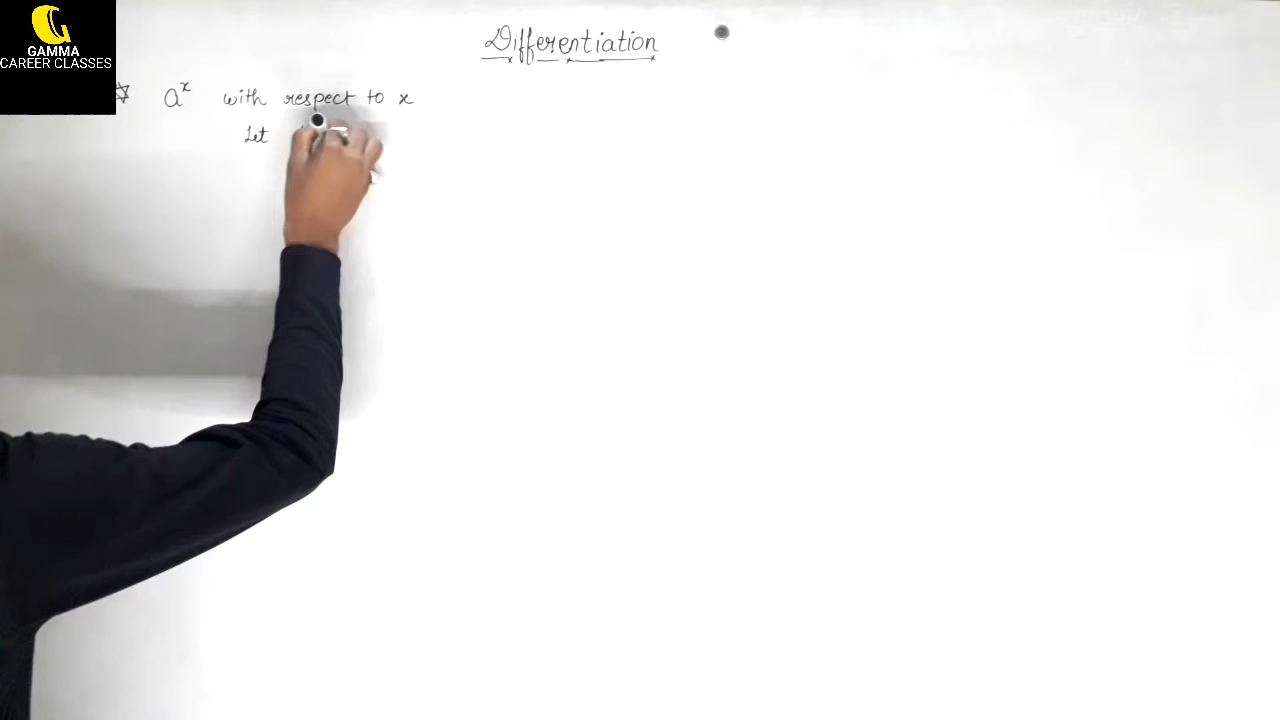 GAMMA
CAREER CLASSES
Differentiation
a^x with respect to x
Let